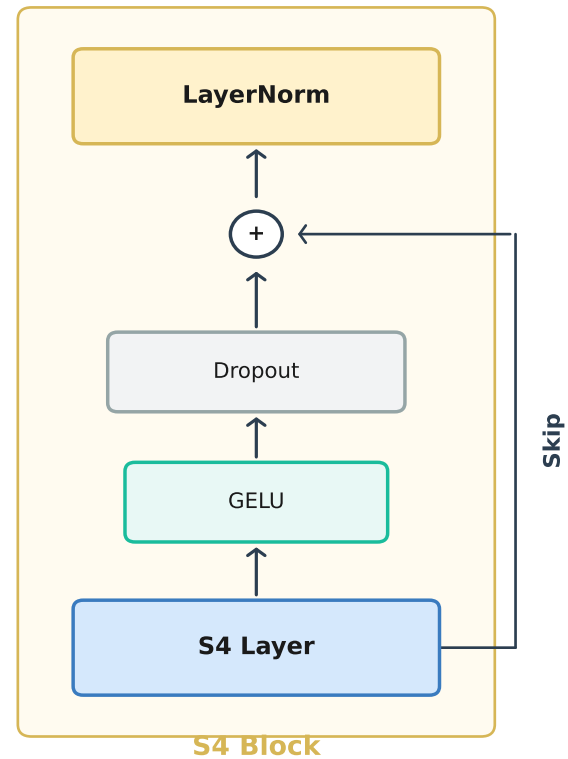 LayerNorm
+
Dropout
Skip
GELU
S4 Layer
S4 Block